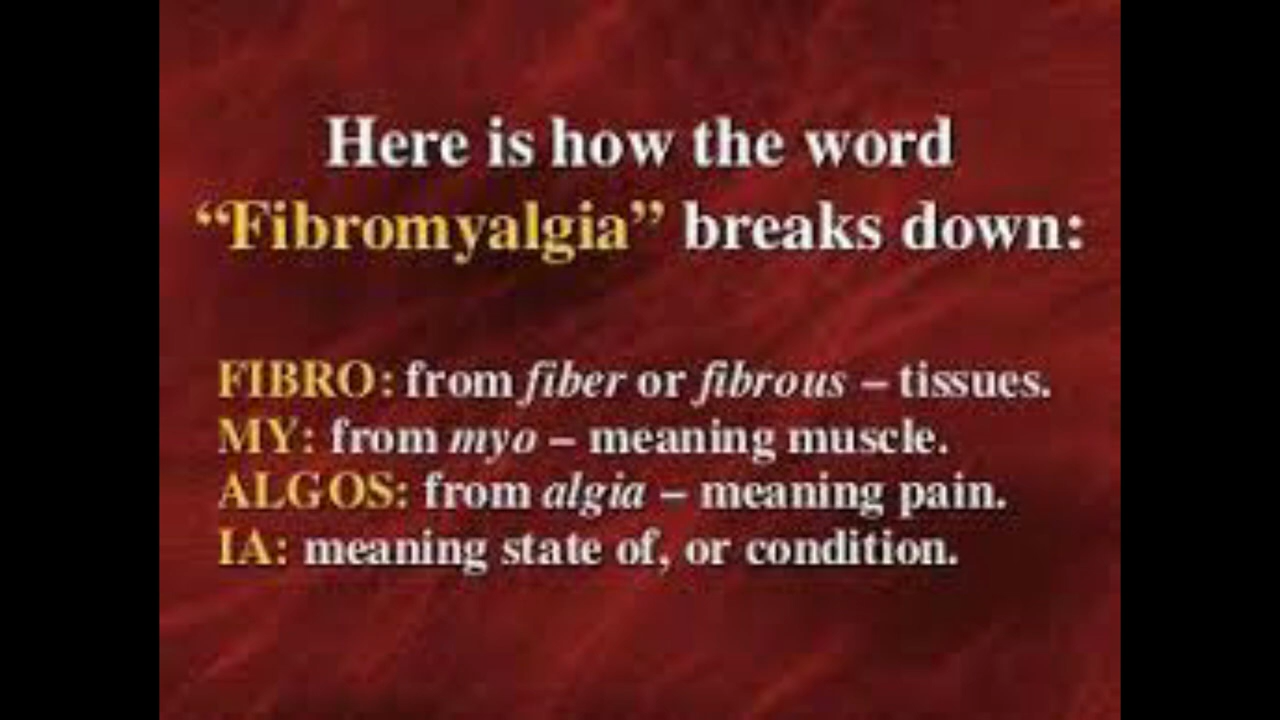 Here is how the word
“Fibromyalgia” breaks down:
FIBRO: from fiber or fibrous – tissues.
MY: from myo – meaning muscle.
ALGOS: from algia – meaning pain.
IA: meaning state of, or condition.